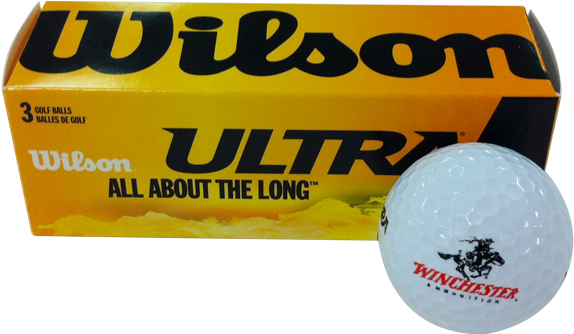 Wilson
3 GOLF BALLS
BALLES DE GOLF
Wilson.
ULTRA
ALL ABOUT THE LONG™
WINCHESTER
AMMUNITION